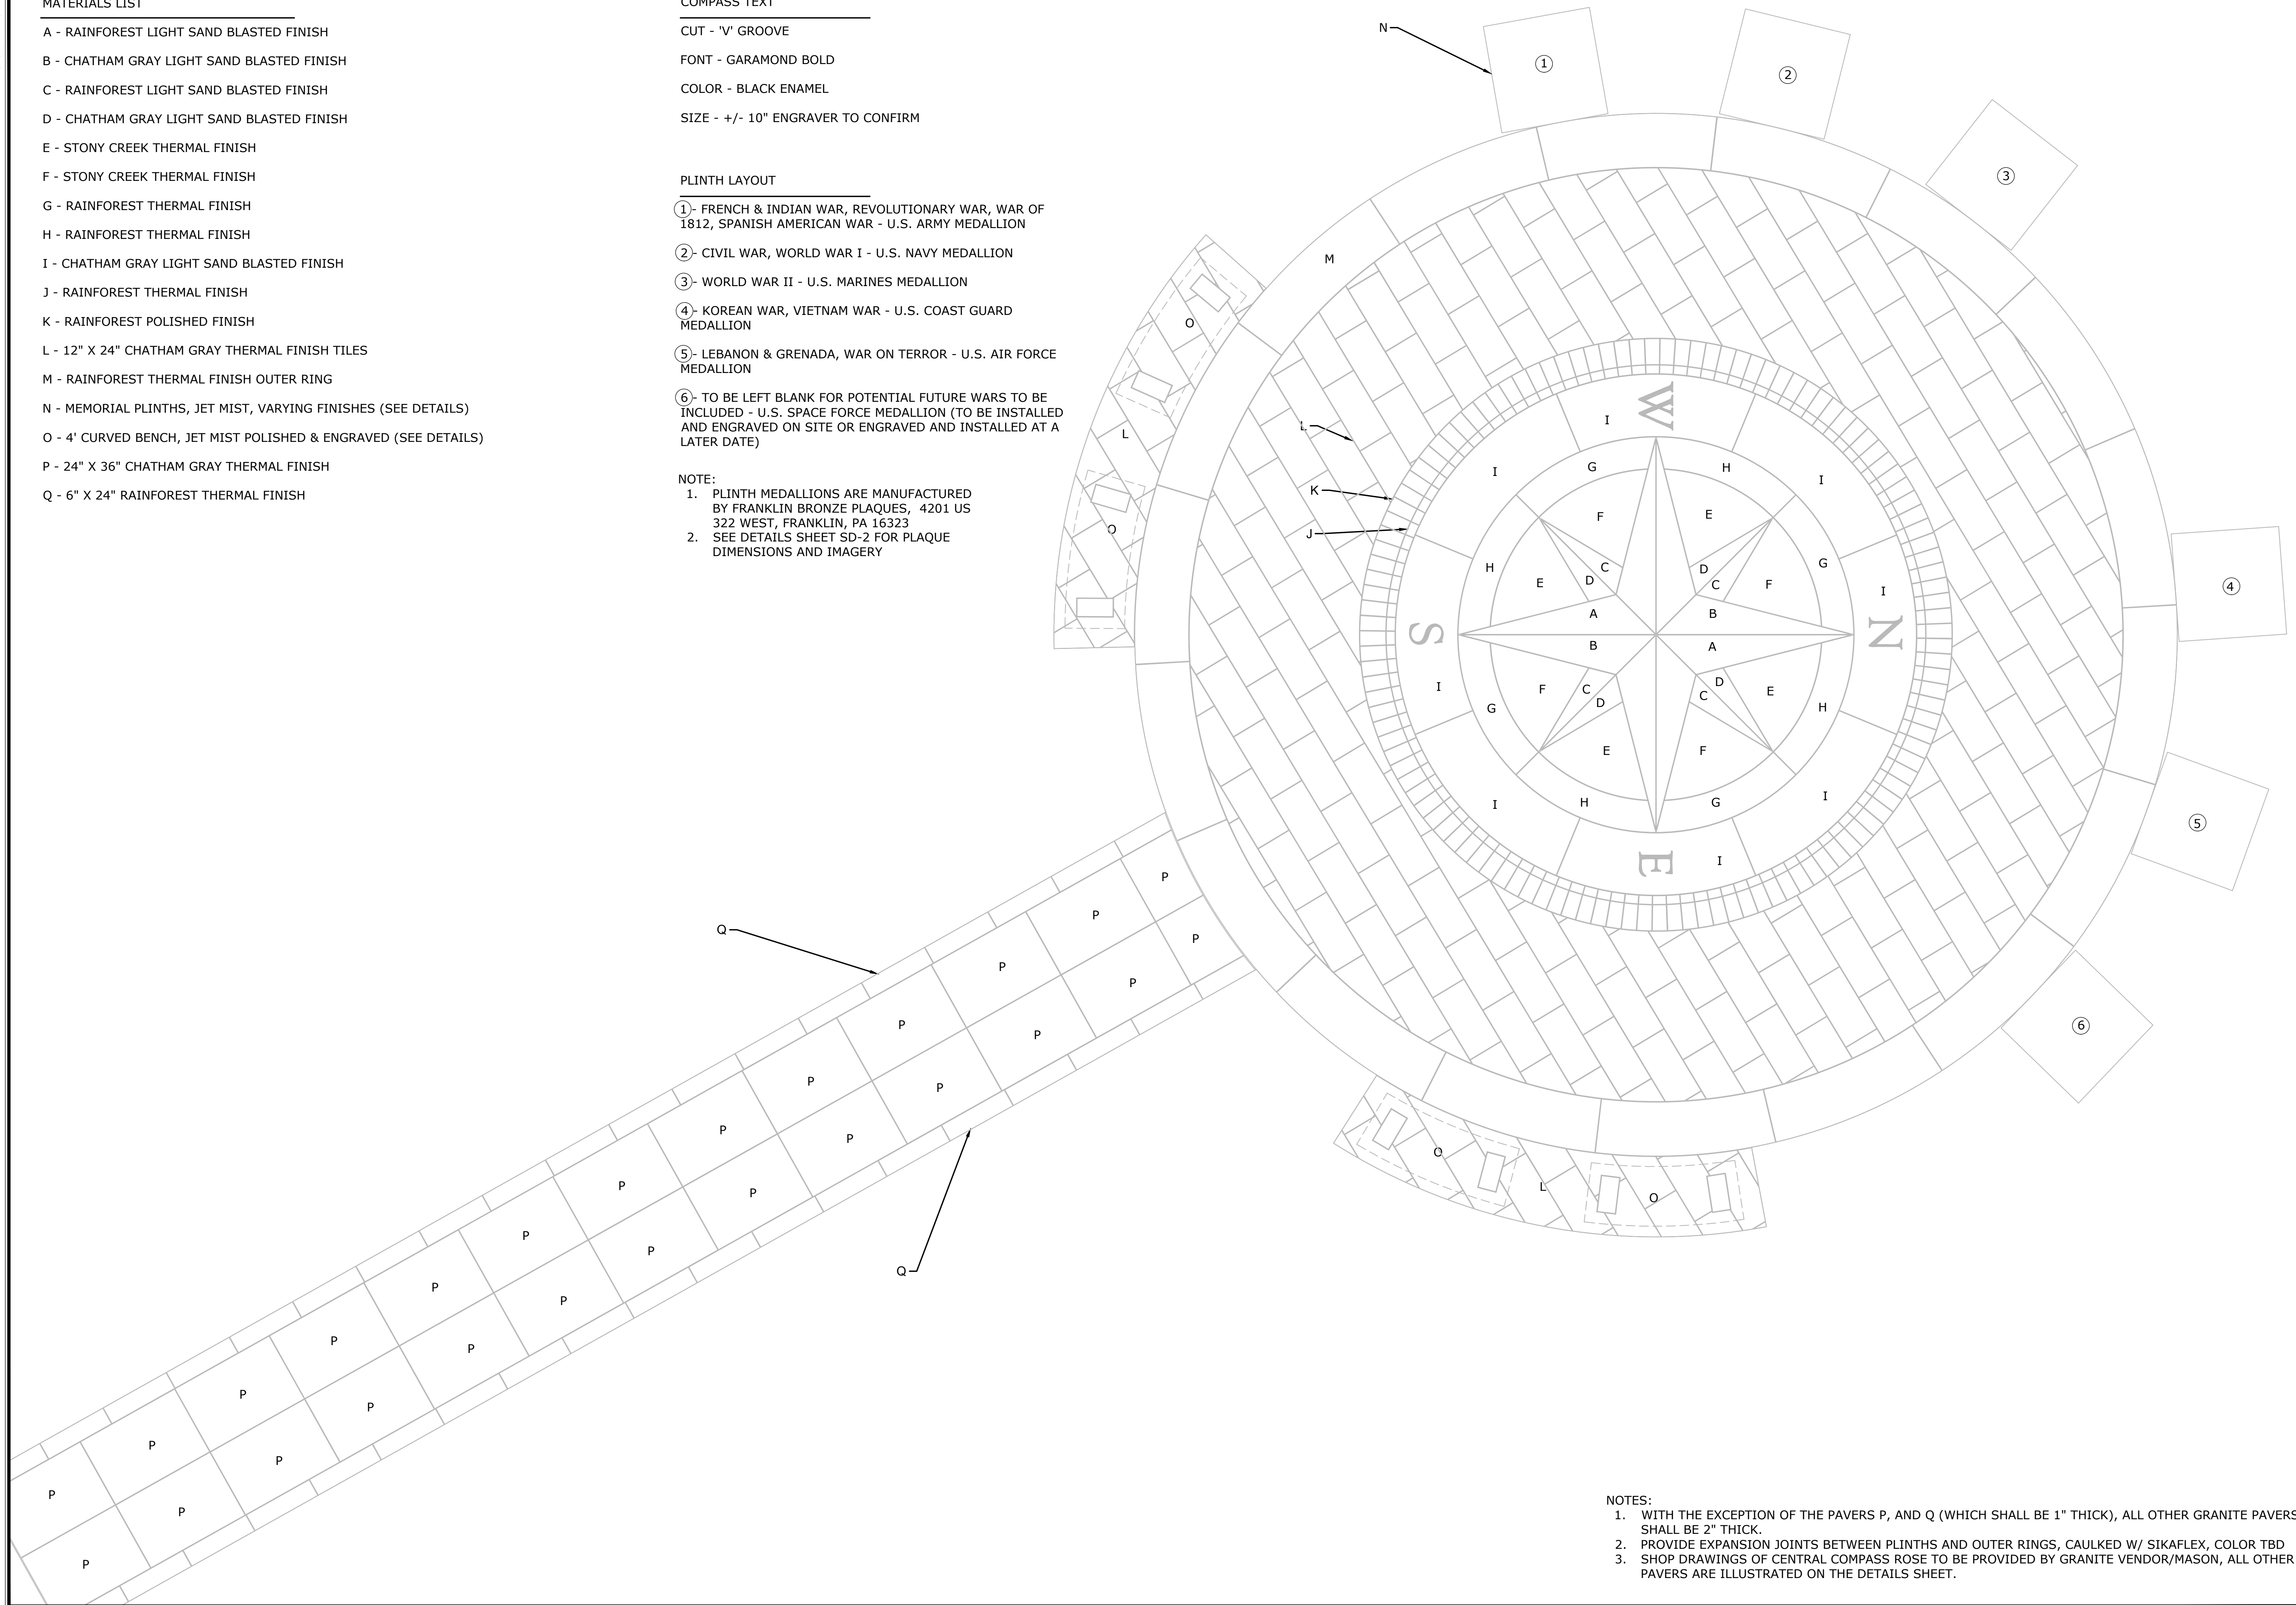 MATERIALS LIST
A - RAINFOREST LIGHT SAND BLASTED FINISH
B - CHATHAM GRAY LIGHT SAND BLASTED FINISH
C - RAINFOREST LIGHT SAND BLASTED FINISH
D - CHATHAM GRAY LIGHT SAND BLASTED FINISH
E - STONY CREEK THERMAL FINISH
F - STONY CREEK THERMAL FINISH
G - RAINFOREST THERMAL FINISH
H - RAINFOREST THERMAL FINISH
I - CHATHAM GRAY LIGHT SAND BLASTED FINISH
J - RAINFOREST THERMAL FINISH
K - RAINFOREST POLISHED FINISH
L - 12" X 24" CHATHAM GRAY THERMAL FINISH TILES
M - RAINFOREST THERMAL FINISH OUTER RING
N - MEMORIAL PLINTHS, JET MIST, VARYING FINISHES (SEE DETAILS)
O - 4' CURVED BENCH, JET MIST POLISHED & ENGRAVED (SEE DETAILS)
P - 24" X 36" CHATHAM GRAY THERMAL FINISH
Q - 6" X 24" RAINFOREST THERMAL FINISH
COMPASS TEXT
CUT - 'V' GROOVE
FONT - GARAMOND BOLD
COLOR - BLACK ENAMEL
SIZE - +/- 10" ENGRAVER TO CONFIRM
PLINTH LAYOUT
1 - FRENCH & INDIAN WAR, REVOLUTIONARY WAR, WAR OF
1812, SPANISH AMERICAN WAR - U.S. ARMY MEDALLION
2 - CIVIL WAR, WORLD WAR I - U.S. NAVY MEDALLION
3 - WORLD WAR II - U.S. MARINES MEDALLION
4 - KOREAN WAR, VIETNAM WAR - U.S. COAST GUARD
MEDALLION
5 - LEBANON & GRENADA, WAR ON TERROR - U.S. AIR FORCE
MEDALLION
6 - TO BE LEFT BLANK FOR POTENTIAL FUTURE WARS TO BE
INCLUDED - U.S. SPACE FORCE MEDALLION (TO BE INSTALLED
AND ENGRAVED ON SITE OR ENGRAVED AND INSTALLED AT A
LATER DATE)
NOTE:
1. PLINTH MEDALLIONS ARE MANUFACTURED
BY FRANKLIN BRONZE PLAQUES, 4201 US
322 WEST, FRANKLIN, PA 16323
2. SEE DETAILS SHEET SD-2 FOR PLAQUE
DIMENSIONS AND IMAGERY
N
1
2
3
M
O
L
O
L
K
J
W
I
I
I
G
H
F
E
H
G
C
D
D
C
E
F
I
4
A
B
S
N
B
A
I
F
C
D
D
C
E
G
H
E
F
H
G
I
I
5
E
I
P
P
P
P
Q
P
P
P
P
6
P
P
P
P
O
L
O
P
P
P
P
Q
P
P
P
P
P
P
P
P
P
P
P
P
NOTES:
1. WITH THE EXCEPTION OF THE PAVERS P, AND Q (WHICH SHALL BE 1" THICK), ALL OTHER GRANITE PAVERS
SHALL BE 2" THICK.
2. PROVIDE EXPANSION JOINTS BETWEEN PLINTHS AND OUTER RINGS, CAULKED W/ SIKAFLEX, COLOR TBD
3. SHOP DRAWINGS OF CENTRAL COMPASS ROSE TO BE PROVIDED BY GRANITE VENDOR/MASON, ALL OTHER
PAVERS ARE ILLUSTRATED ON THE DETAILS SHEET.